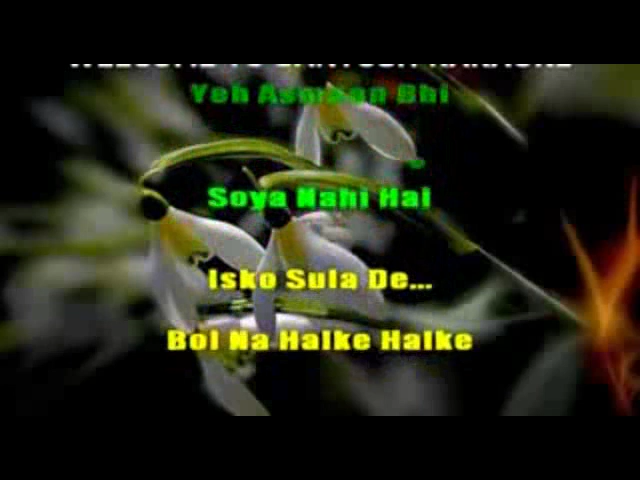 Yeh Asmaan Bhi
Soya Nahi Hai
Isko Sula De...
Bol Na Halke Halke